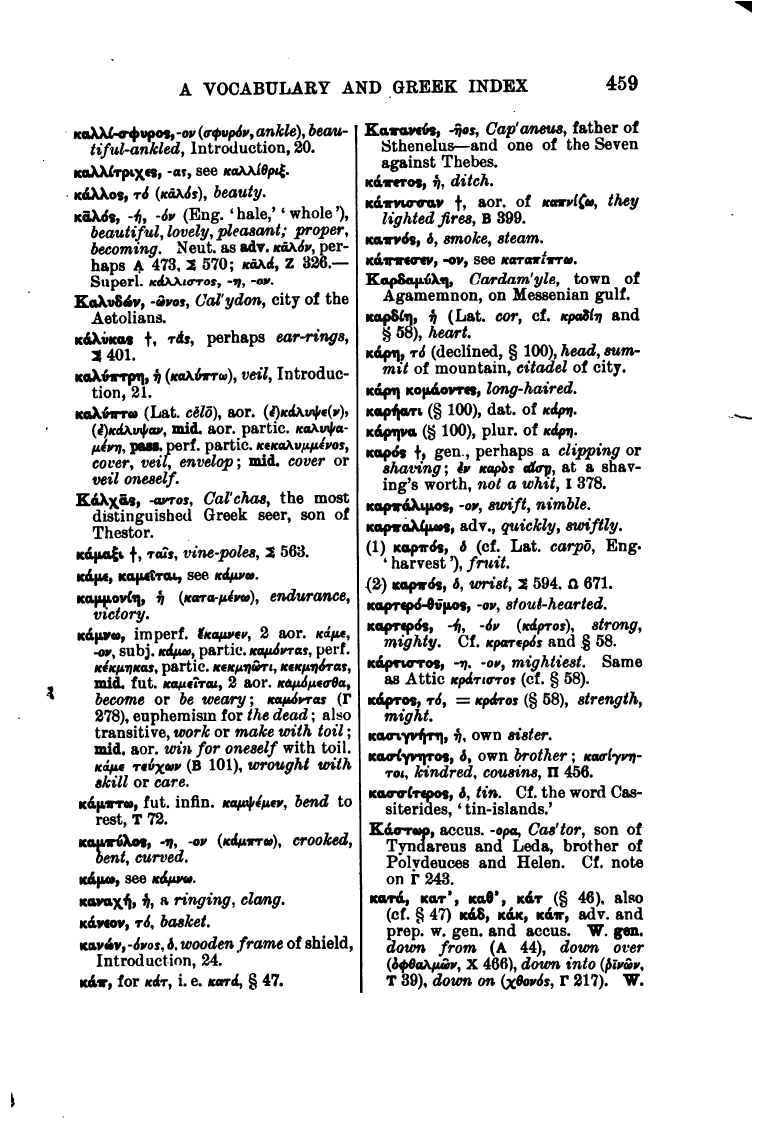 A VOCABULARY AND GREEK INDEX 459
καλλί-σφυρος, -ον (σφυρόν, ankle), beau-
tiful-ankled, Introduction, 20.
καλλίτριχες, -ας, see καλλίθριξ.
κάλλος, τό (κᾱλός), beauty.
κᾱλός, -ή, -όν (Eng. ‘hale,’ ‘whole’),
beautiful, lovely, pleasant; proper,
becoming. Neut. as adv. κᾱλόν, per-
haps A 473, Σ 570; κᾱλά, Z 326.—
Superl. κάλλιστος, -η, -ον.
Καλυδών, -ῶνος, Cal'ydon, city of the
Aetolians.
κάλυκας †, τάς, perhaps ear-rings,
Σ 401.
καλύπτρη, ἡ (καλύπτω), veil, Introduc-
tion, 21.
καλύπτω (Lat. cēlō), aor. (ἐ)κάλυψε(ν),
(ἐ)κάλυψαν, mid. aor. partic. καλυψα-
μένη, pass. perf. partic. κεκαλυμμένος,
cover, veil, envelop; mid. cover or
veil oneself.
Κάλχᾱς, -αντος, Cal'chas, the most
distinguished Greek seer, son of
Thestor.
κάμαξι †, ταῖς, vine-poles, Σ 563.
κάμε, καμεῖται, see κάμνω.
καμμονίη, ἡ (κατα-μένω), endurance,
victory.
κάμνω, imperf. ἔκαμνεν, 2 aor. κάμε,
-ον, subj. κάμω, partic. καμόντας, perf.
κέκμηκας, partic. κεκμηῶτι, κεκμηότας,
mid. fut. καμεῖται, 2 aor. καμόμεσθα,
become or be weary; καμόντας (Γ
278), euphemism for the dead; also
transitive, work or make with toil;
mid. aor. win for oneself with toil.
κάμε τεύχων (B 101), wrought with
skill or care.
κάμπτω, fut. infin. καμψέμεν, bend to
rest, T 72.
καμπύλος, -η, -ον (κάμπτω), crooked,
bent, curved.
κάμω, see κάμνω.
καναχή, ἡ, a ringing, clang.
κάνεον, τό, basket.
κανών, -όνος, ὁ, wooden frame of shield,
Introduction, 24.
κάπ, for κάτ, i. e. κατά, § 47.
Καπανεύς, -ῆος, Cap'aneus, father of
Sthenelus—and one of the Seven
against Thebes.
κάπετος, ἡ, ditch.
κάπνισσαν †, aor. of καπνίζω, they
lighted fires, B 399.
καπνός, ὁ, smoke, steam.
κάππεσεν, -ον, see καταπίπτω.
Καρδαμύλη, Cardam'yle, town of
Agamemnon, on Messenian gulf.
καρδίη, ἡ (Lat. cor, cf. κραδίη and
§ 58), heart.
κάρη, τό (declined, § 100), head, sum-
mit of mountain, citadel of city.
κάρη κομάοντες, long-haired.
καρήατι (§ 100), dat. of κάρη.
κάρηνα (§ 100), plur. of κάρη.
καρός †, gen., perhaps a clipping or
shaving; ἐν καρὸς αἴσῃ, at a shav-
ing's worth, not a whit, I 378.
καρπάλιμος, -ον, swift, nimble.
καρπαλίμως, adv., quickly, swiftly.
(1) καρπός, ὁ (cf. Lat. carpō, Eng.
‘harvest’), fruit.
(2) καρπός, ὁ, wrist, Σ 594, Ω 671.
καρτερό-θῡμος, -ον, stout-hearted.
καρτερός, -ή, -όν (κάρτος), strong,
mighty. Cf. κρατερός and § 58.
κάρτιστος, -η, -ον, mightiest. Same
as Attic κράτιστος (cf. § 58).
κάρτος, τό, = κράτος (§ 58), strength,
might.
κασιγνήτη, ἡ, own sister.
κασίγνητος, ὁ, own brother; κασίγνη-
τοι, kindred, cousins, Π 456.
κασσίτερος, ὁ, tin. Cf. the word Cas-
siterides, ‘tin-islands.’
Κάστωρ, accus. -ορα, Cas'tor, son of
Tyndareus and Leda, brother of
Polydeuces and Helen. Cf. note
on Γ 243.
κατά, κατ', καθ', κάτ (§ 46), also
(cf. § 47) κάδ, κάκ, κάπ, adv. and
prep. w. gen. and accus. W. gen.
down from (A 44), down over
(ὀφθαλμῶν, X 466), down into (ῥῑνῶν,
T 39), down on (χθονός, Γ 217). W.